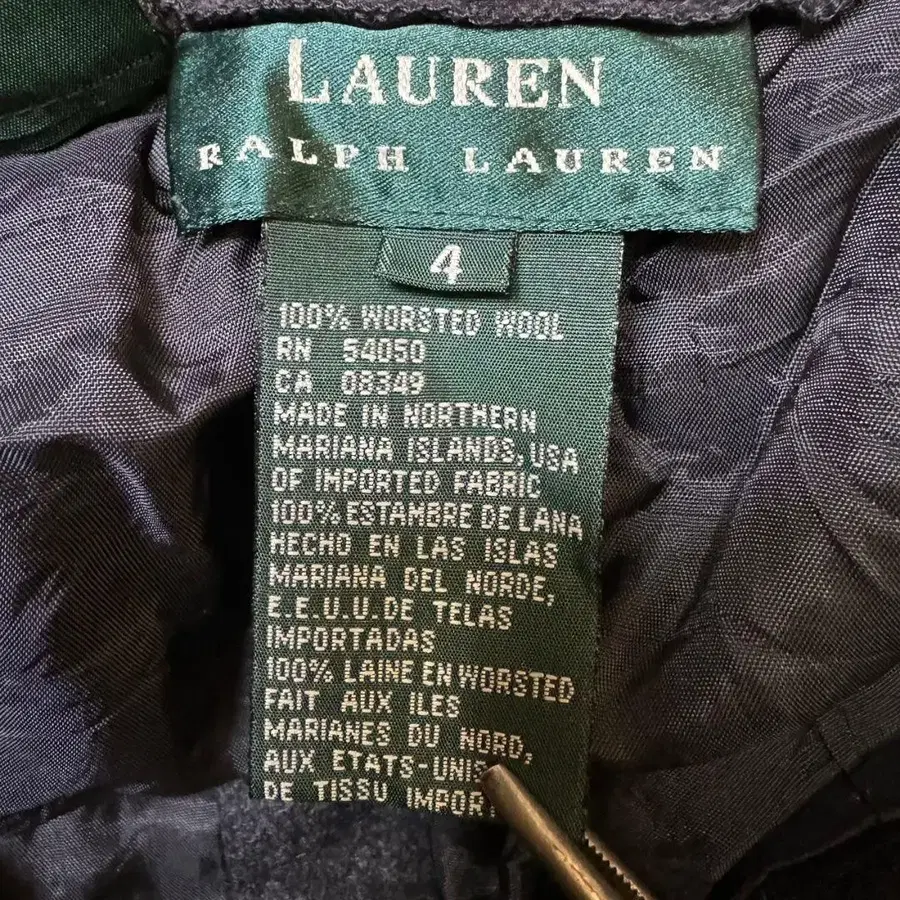 LAUREN
RALPH LAUREN
4
100% WORSTED WOOL
RN 54050
CA 08349
MADE IN NORTHERN
MARIANA ISLANDS, USA
OF IMPORTED FABRIC
100% ESTAMBRE DE LANA
HECHO EN LAS ISLAS
MARIANA DEL NORDE,
E.E.U.U. DE TELAS
IMPORTADAS
100% LAINE EN WORSTED
FAIT AUX ILES
MARIANES DU NORD,
AUX ETATS-UNIS
DE TISSU